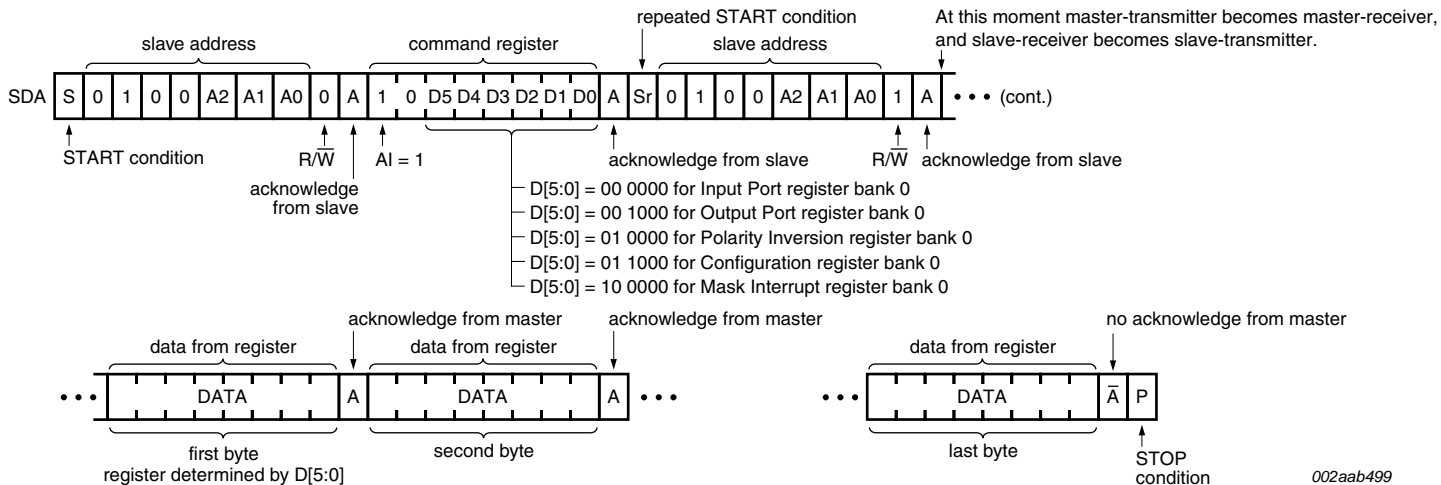 repeated START condition
At this moment master-transmitter becomes master-receiver,
and slave-receiver becomes slave-transmitter.
slave address
command register
slave address
SDA S 0 1 0 0 A2 A1 A0 0 A 1 0 D5 D4 D3 D2 D1 D0 A Sr 0 1 0 0 A2 A1 A0 1 A • • • (cont.)
START condition
R/W̅
AI = 1
acknowledge from slave
R/W̅
acknowledge from slave
acknowledge
from slave
D[5:0] = 00 0000 for Input Port register bank 0
D[5:0] = 00 1000 for Output Port register bank 0
D[5:0] = 01 0000 for Polarity Inversion register bank 0
D[5:0] = 01 1000 for Configuration register bank 0
D[5:0] = 10 0000 for Mask Interrupt register bank 0
acknowledge from master
acknowledge from master
no acknowledge from master
data from register
data from register
data from register
• • • DATA A DATA A • • • • • • DATA A̅ P
first byte
register determined by D[5:0]
second byte
last byte
STOP
condition
002aab499